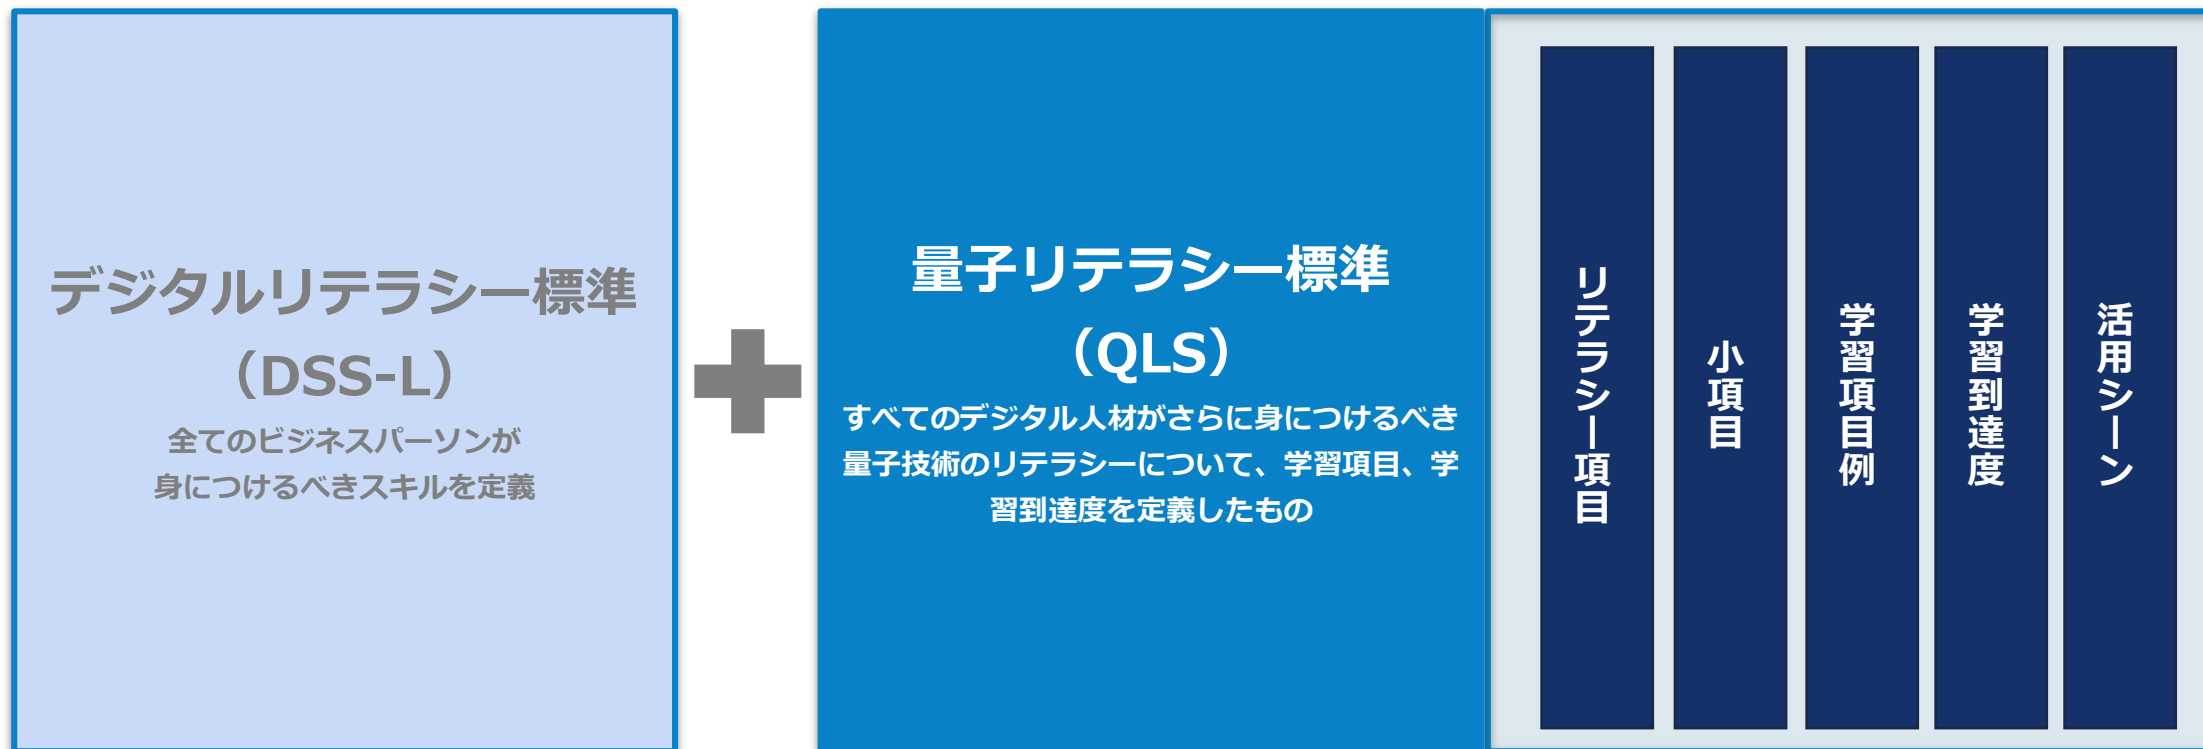 デジタルリテラシー標準
（DSS-L）
全てのビジネスパーソンが
身につけるべきスキルを定義
量子リテラシー標準
（QLS）
すべてのデジタル人材がさらに身につけるべき
量子技術のリテラシーについて、学習項目、学
習到達度を定義したもの
リテラシー項目
小項目
学習項目例
学習到達度
活用シーン